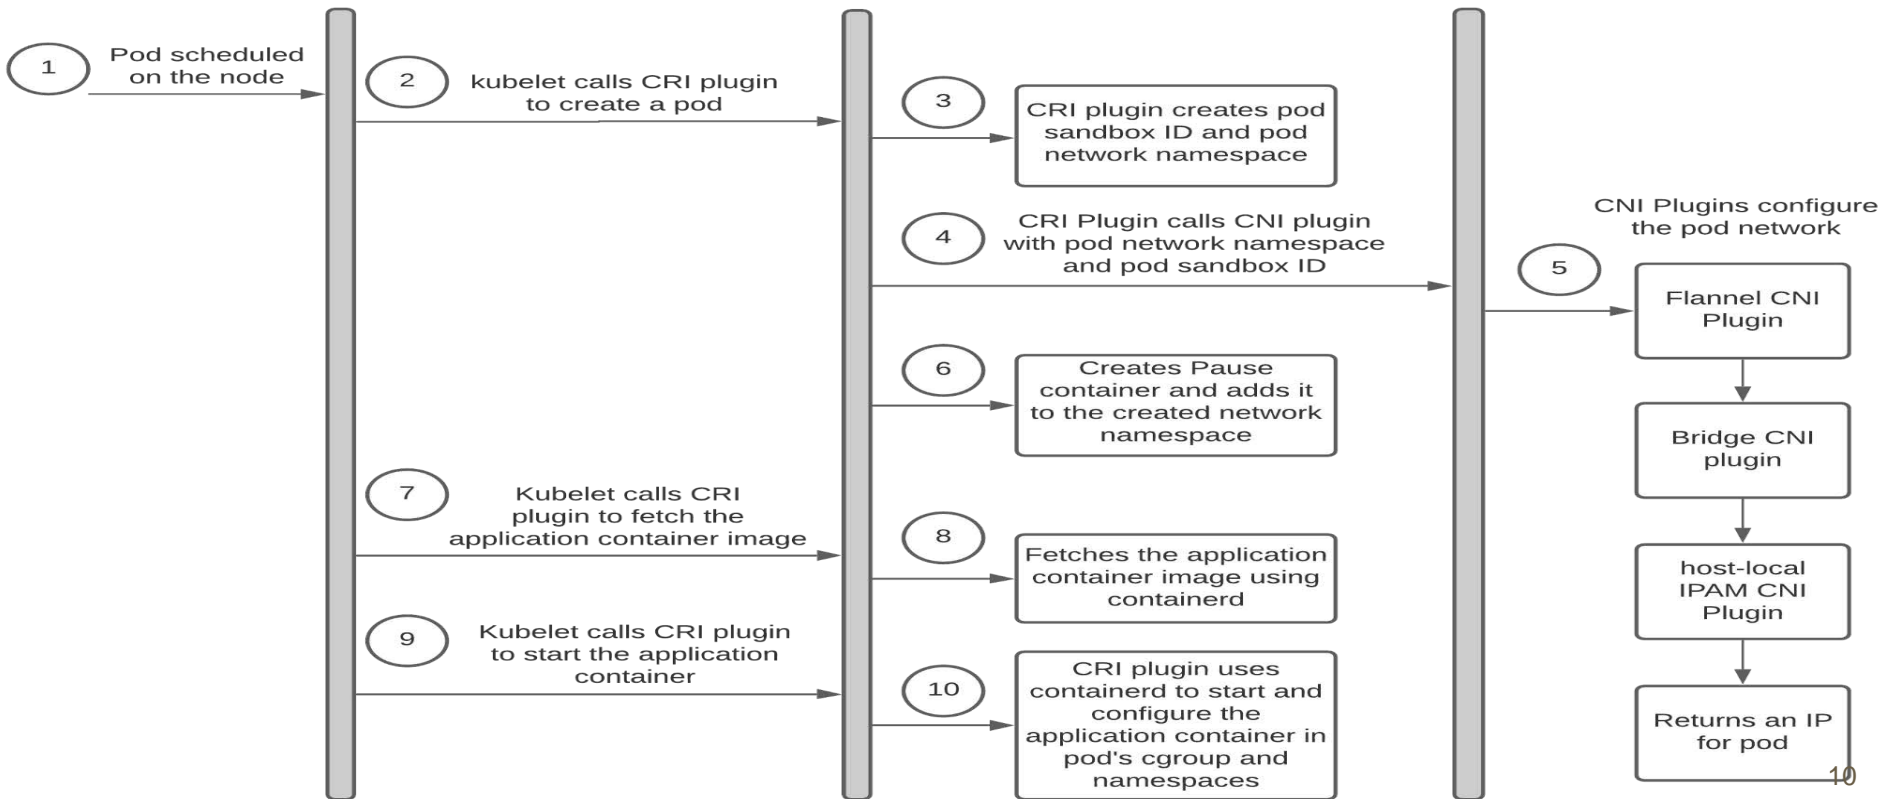 1
Pod scheduled
on the node
2
kubelet calls CRI plugin
to create a pod
3
CRI plugin creates pod
sandbox ID and pod
network namespace
4
CRI Plugin calls CNI plugin
with pod network namespace
and pod sandbox ID
5
CNI Plugins configure
the pod network
Flannel CNI
Plugin
Bridge CNI
plugin
host-local
IPAM CNI
Plugin
Returns an IP
for pod
6
Creates Pause
container and adds it
to the created network
namespace
7
Kubelet calls CRI
plugin to fetch the
application container image
8
Fetches the application
container image using
containerd
9
Kubelet calls CRI plugin
to start the application
container
10
CRI plugin uses
containerd to start and
configure the
application container in
pod's cgroup and
namespaces
10